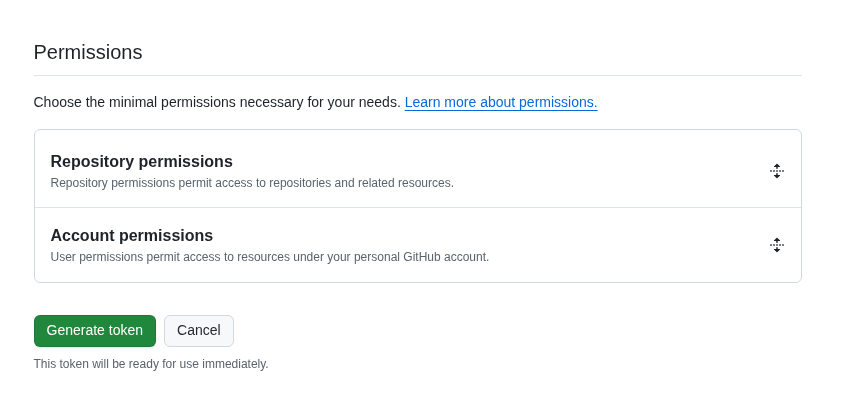 Permissions
Choose the minimal permissions necessary for your needs. Learn more about permissions.
Repository permissions
Repository permissions permit access to repositories and related resources.
Account permissions
User permissions permit access to resources under your personal GitHub account.
Generate token Cancel
This token will be ready for use immediately.